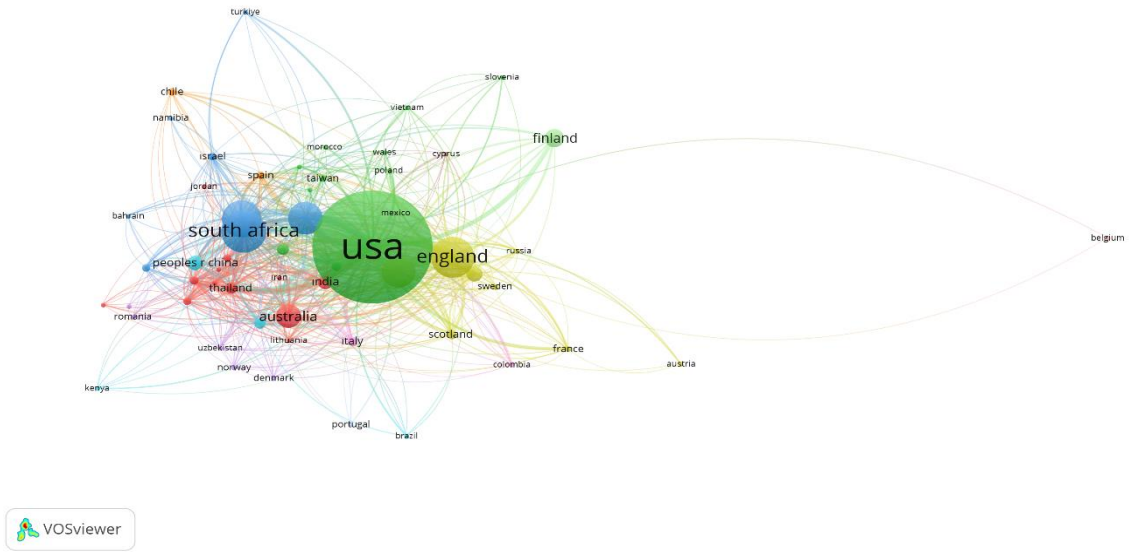 turkiye
slovenia
chile
vietnam
namibia
finland
morocco
wales
cyprus
israel
poland
spain
taiwan
jordan
mexico
bahrain
south africa
usa
england
russia
belgium
peoples r china
iran
india
thailand
sweden
romania
australia
scotland
lithuania
italy
uzbekistan
france
norway
colombia
austria
denmark
kenya
portugal
brazil
VOSviewer